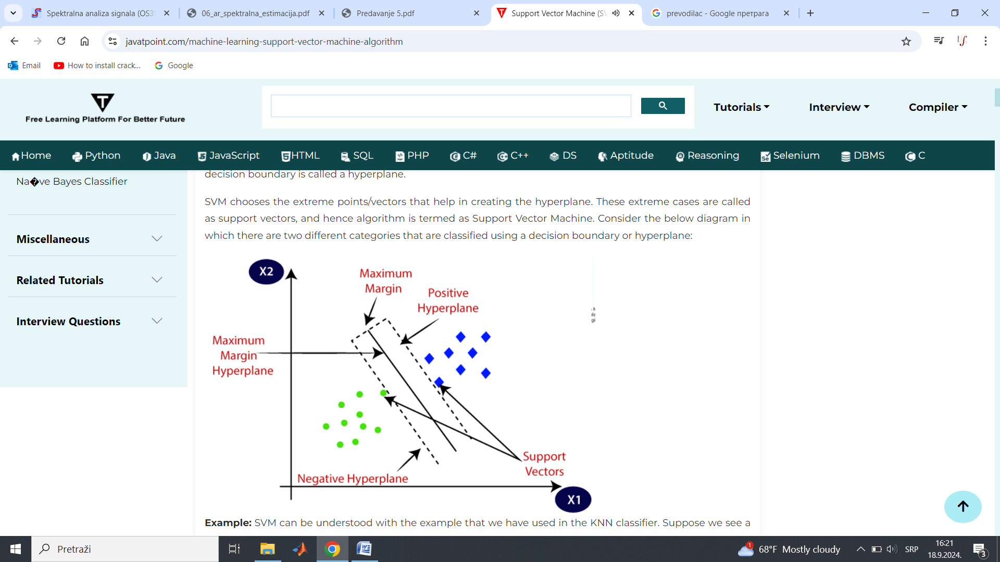 Spektralna analiza signala (OS3
06_ar_spektralna_estimacija.pdf
Predavanje 5.pdf
Support Vector Machine (SV
prevodilac - Google претрага
javatpoint.com/machine-learning-support-vector-machine-algorithm
Email
How to install crack...
Google
T
Free Learning Platform For Better Future
Tutorials
Interview
Compiler
Home
Python
Java
JavaScript
HTML
SQL
PHP
C#
C++
DS
Aptitude
Reasoning
Selenium
DBMS
C
Na�ve Bayes Classifier
Miscellaneous
Related Tutorials
Interview Questions
decision boundary is called a hyperplane.
SVM chooses the extreme points/vectors that help in creating the hyperplane. These extreme cases are called
as support vectors, and hence algorithm is termed as Support Vector Machine. Consider the below diagram in
which there are two different categories that are classified using a decision boundary or hyperplane:
X2
Maximum
Margin
Positive
Hyperplane
Maximum
Margin
Hyperplane
Support
Vectors
Negative Hyperplane
X1
Example: SVM can be understood with the example that we have used in the KNN classifier. Suppose we see a
Pretraži
1
68°F Mostly cloudy
SRP
16:21
18.9.2024.
3